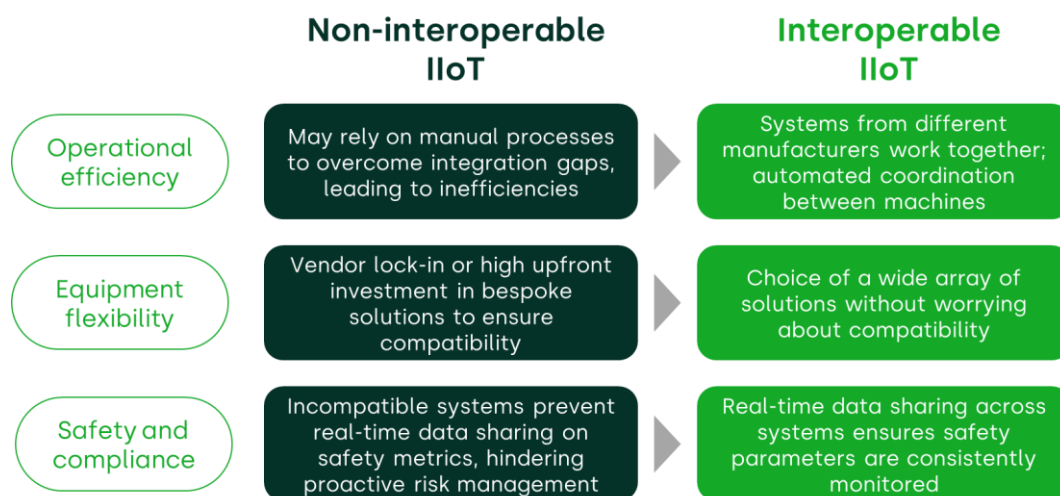 Non-interoperable
IIoT
Interoperable
IIoT
Operational
efficiency
May rely on manual processes
to overcome integration gaps,
leading to inefficiencies
Systems from different
manufacturers work together;
automated coordination
between machines
Equipment
flexibility
Vendor lock-in or high upfront
investment in bespoke
solutions to ensure
compatibility
Choice of a wide array of
solutions without worrying
about compatibility
Safety and
compliance
Incompatible systems prevent
real-time data sharing on
safety metrics, hindering
proactive risk management
Real-time data sharing across
systems ensures safety
parameters are consistently
monitored